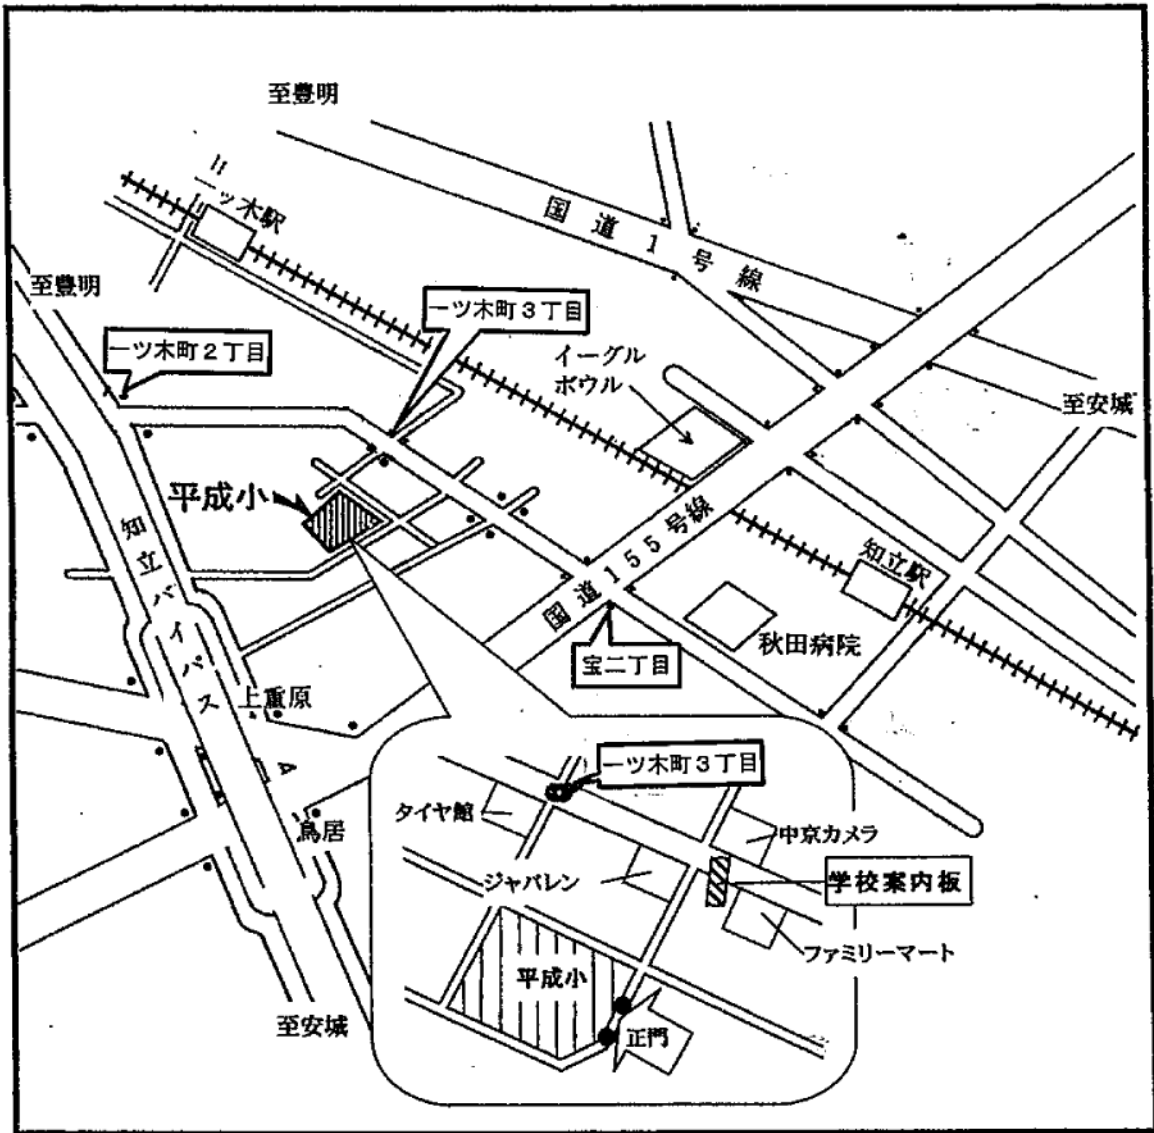 至豊明
一ッ木駅
国道1号線
至豊明
一ツ木町3丁目
一ツ木町2丁目
イーグル
ボウル
至安城
平成小
知立バイパス
国道155号線
知立駅
秋田病院
宝二丁目
上重原
鳥居
至安城
一ツ木町3丁目
タイヤ館
中京カメラ
ジャパレン
学校案内板
ファミリーマート
平成小
正門